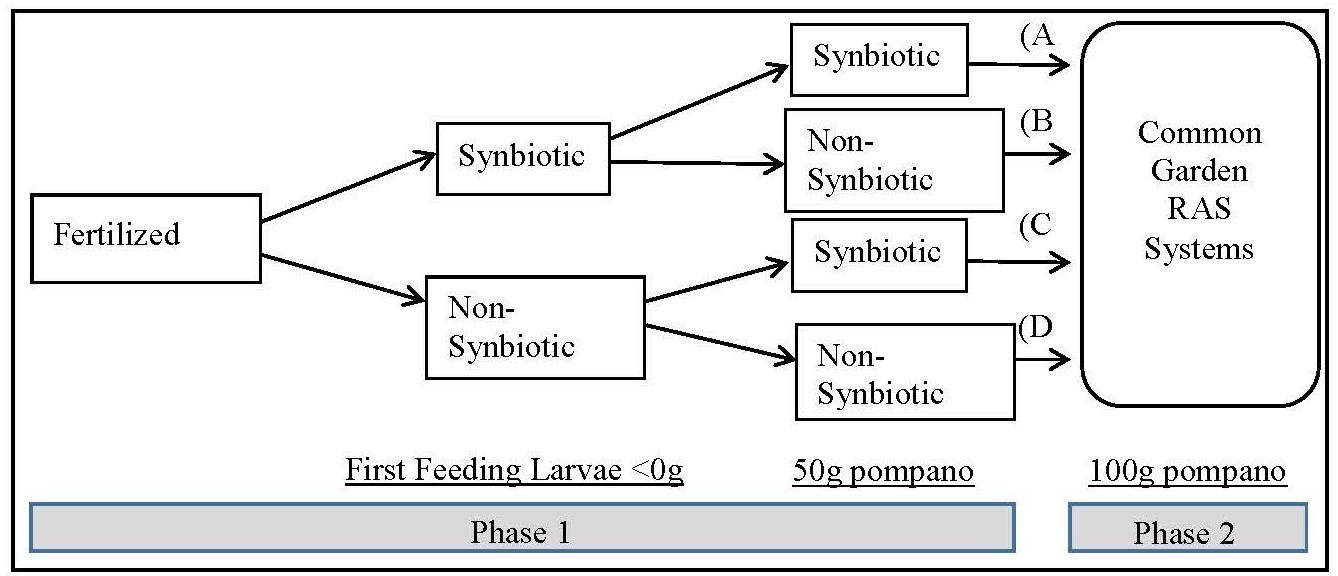 Synbiotic
(A
Non-
Synbiotic
(B
Common
Garden
RAS
Systems
Synbiotic
Fertilized
Synbiotic
(C
Non-
Synbiotic
Non-
Synbiotic
(D
First Feeding Larvae <0g
50g pompano
100g pompano
Phase 1
Phase 2